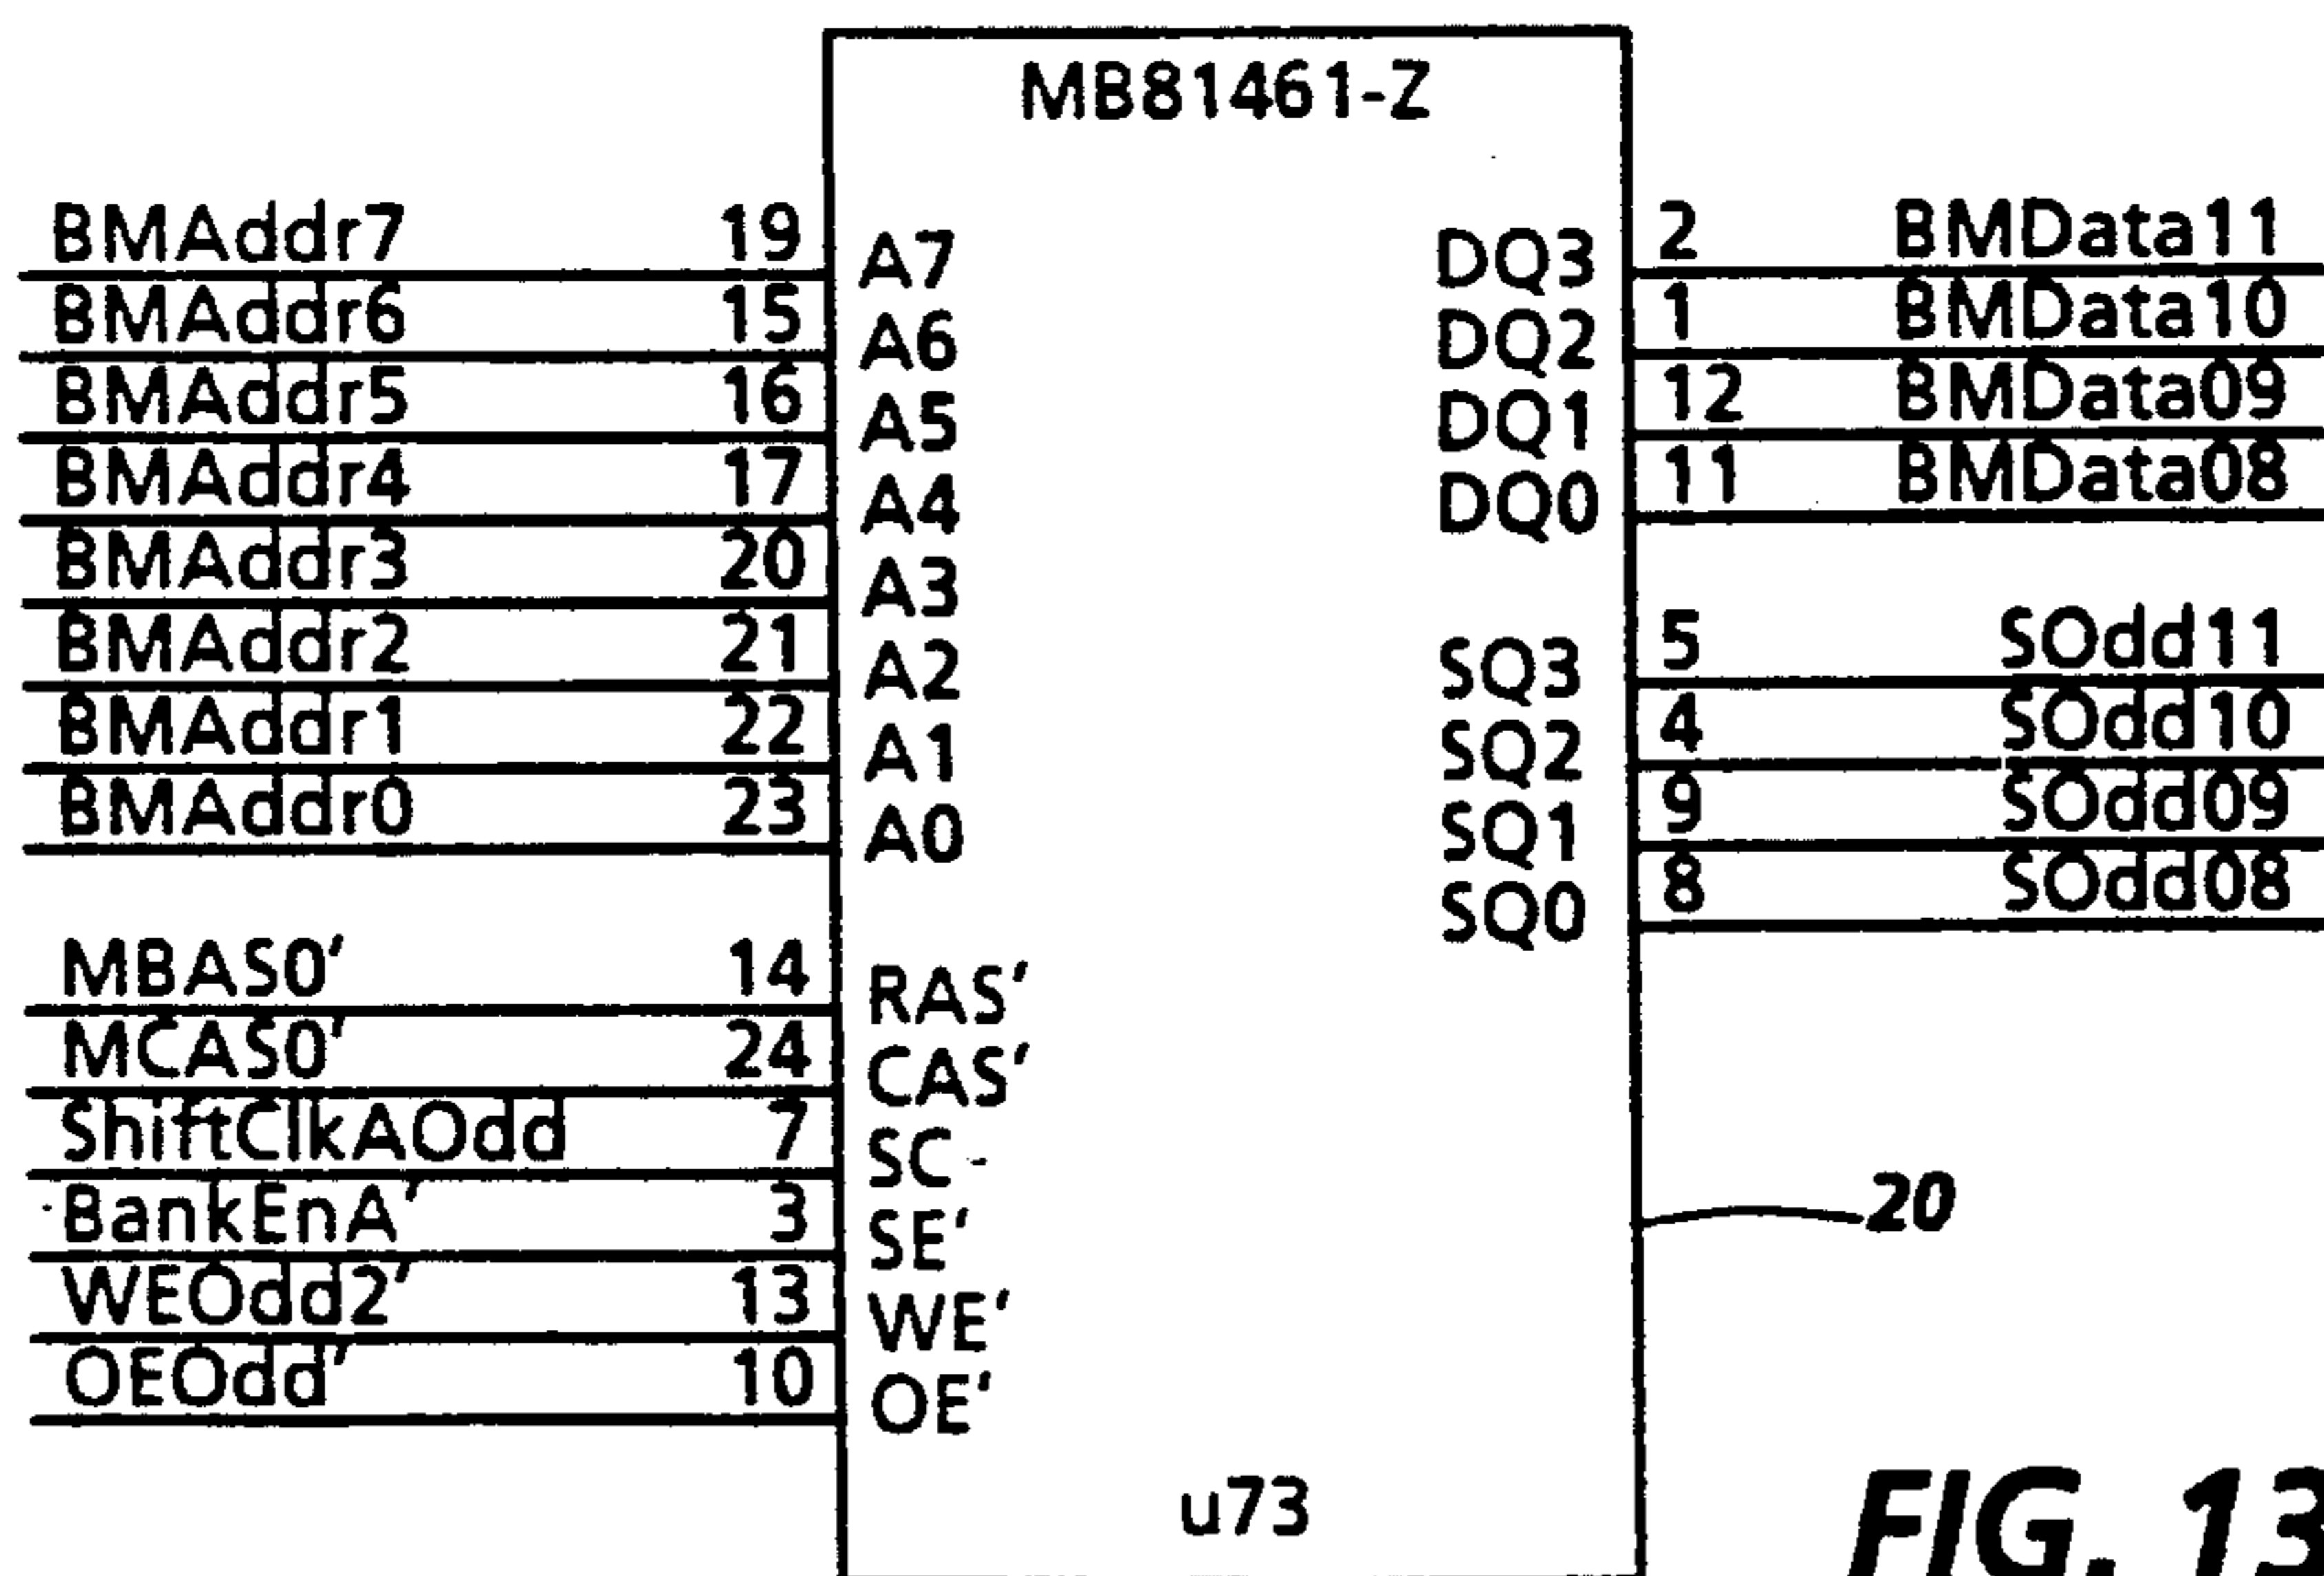 MB81461-Z
BMAddr7 19 A7 DQ3 2 BMData11
BMAddr6 15 A6 DQ2 1 BMData10
BMAddr5 16 A5 DQ1 12 BMData09
BMAddr4 17 A4 DQ0 11 BMData08
BMAddr3 20 A3
BMAddr2 21 A2 SQ3 5 SOdd11
BMAddr1 22 A1 SQ2 4 SOdd10
BMAddr0 23 A0 SQ1 9 SOdd09
SQ0 8 SOdd08
MBAS0' 14 RAS'
MCAS0' 24 CAS'
ShiftClkAOdd 7 SC
BankEnA' 3 SE'
20
WEOdd2' 13 WE'
OEOdd' 10 OE'
u73
FIG. 13